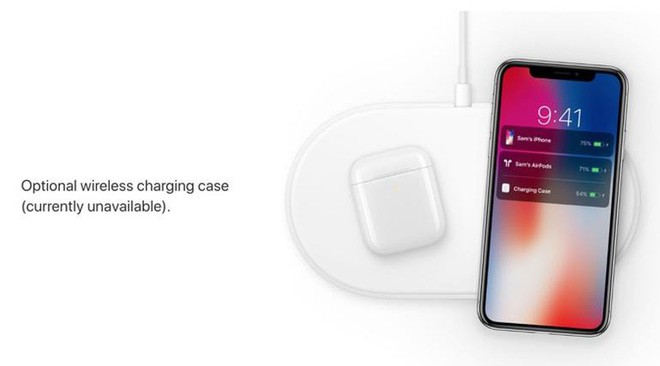 Optional wireless charging case
(currently unavailable).
9:41
Sam's iPhone 75%
Sam's AirPods 71%
Charging Case 54%